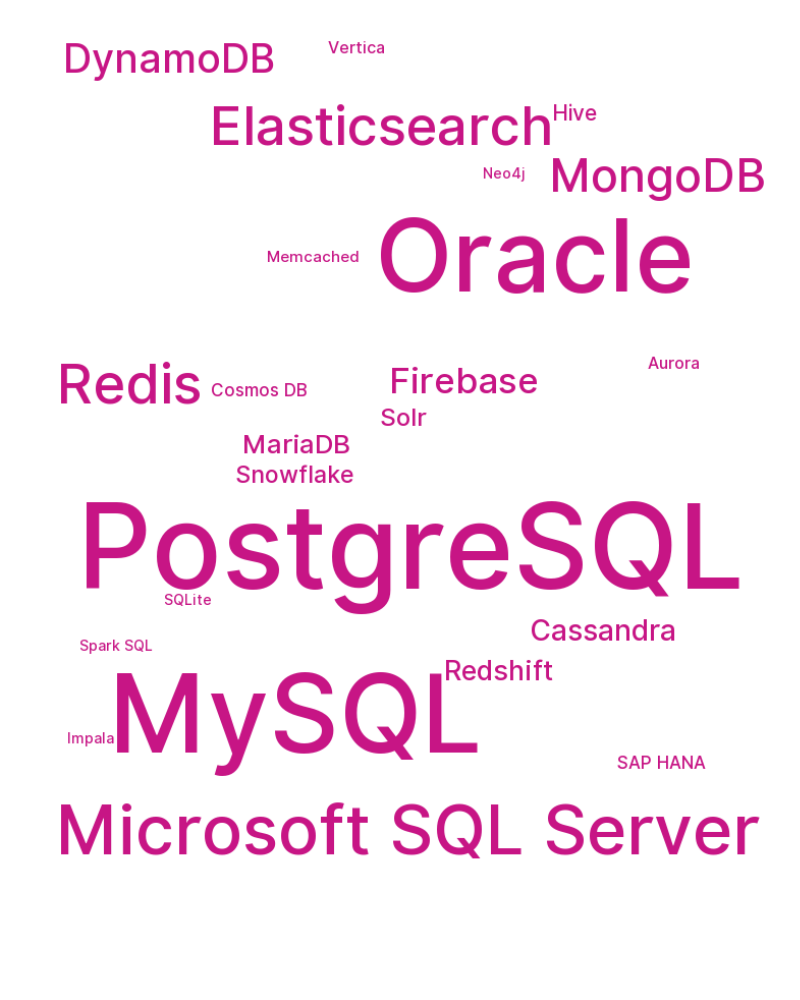 Vertica
DynamoDB
Hive
Elasticsearch
Neo4j
MongoDB
Oracle
Memcached
Aurora
Firebase
Redis
Cosmos DB
Solr
MariaDB
Snowflake
PostgreSQL
SQLite
Cassandra
Spark SQL
Redshift
MySQL
Impala
SAP HANA
Microsoft SQL Server